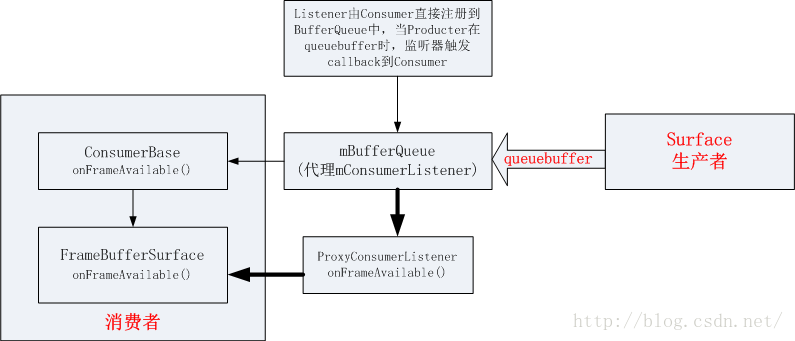 Listener由Consumer直接注册到
BufferQueue中，当Producter在
queuebuffer时，监听器触发
callback到Consumer
ConsumerBase
onFrameAvailable()
mBufferQueue
(代理mConsumerListener)
queuebuffer
Surface
生产者
FrameBufferSurface
onFrameAvailable()
ProxyConsumerListener
onFrameAvailable()
消费者
http://blog.csdn.net/